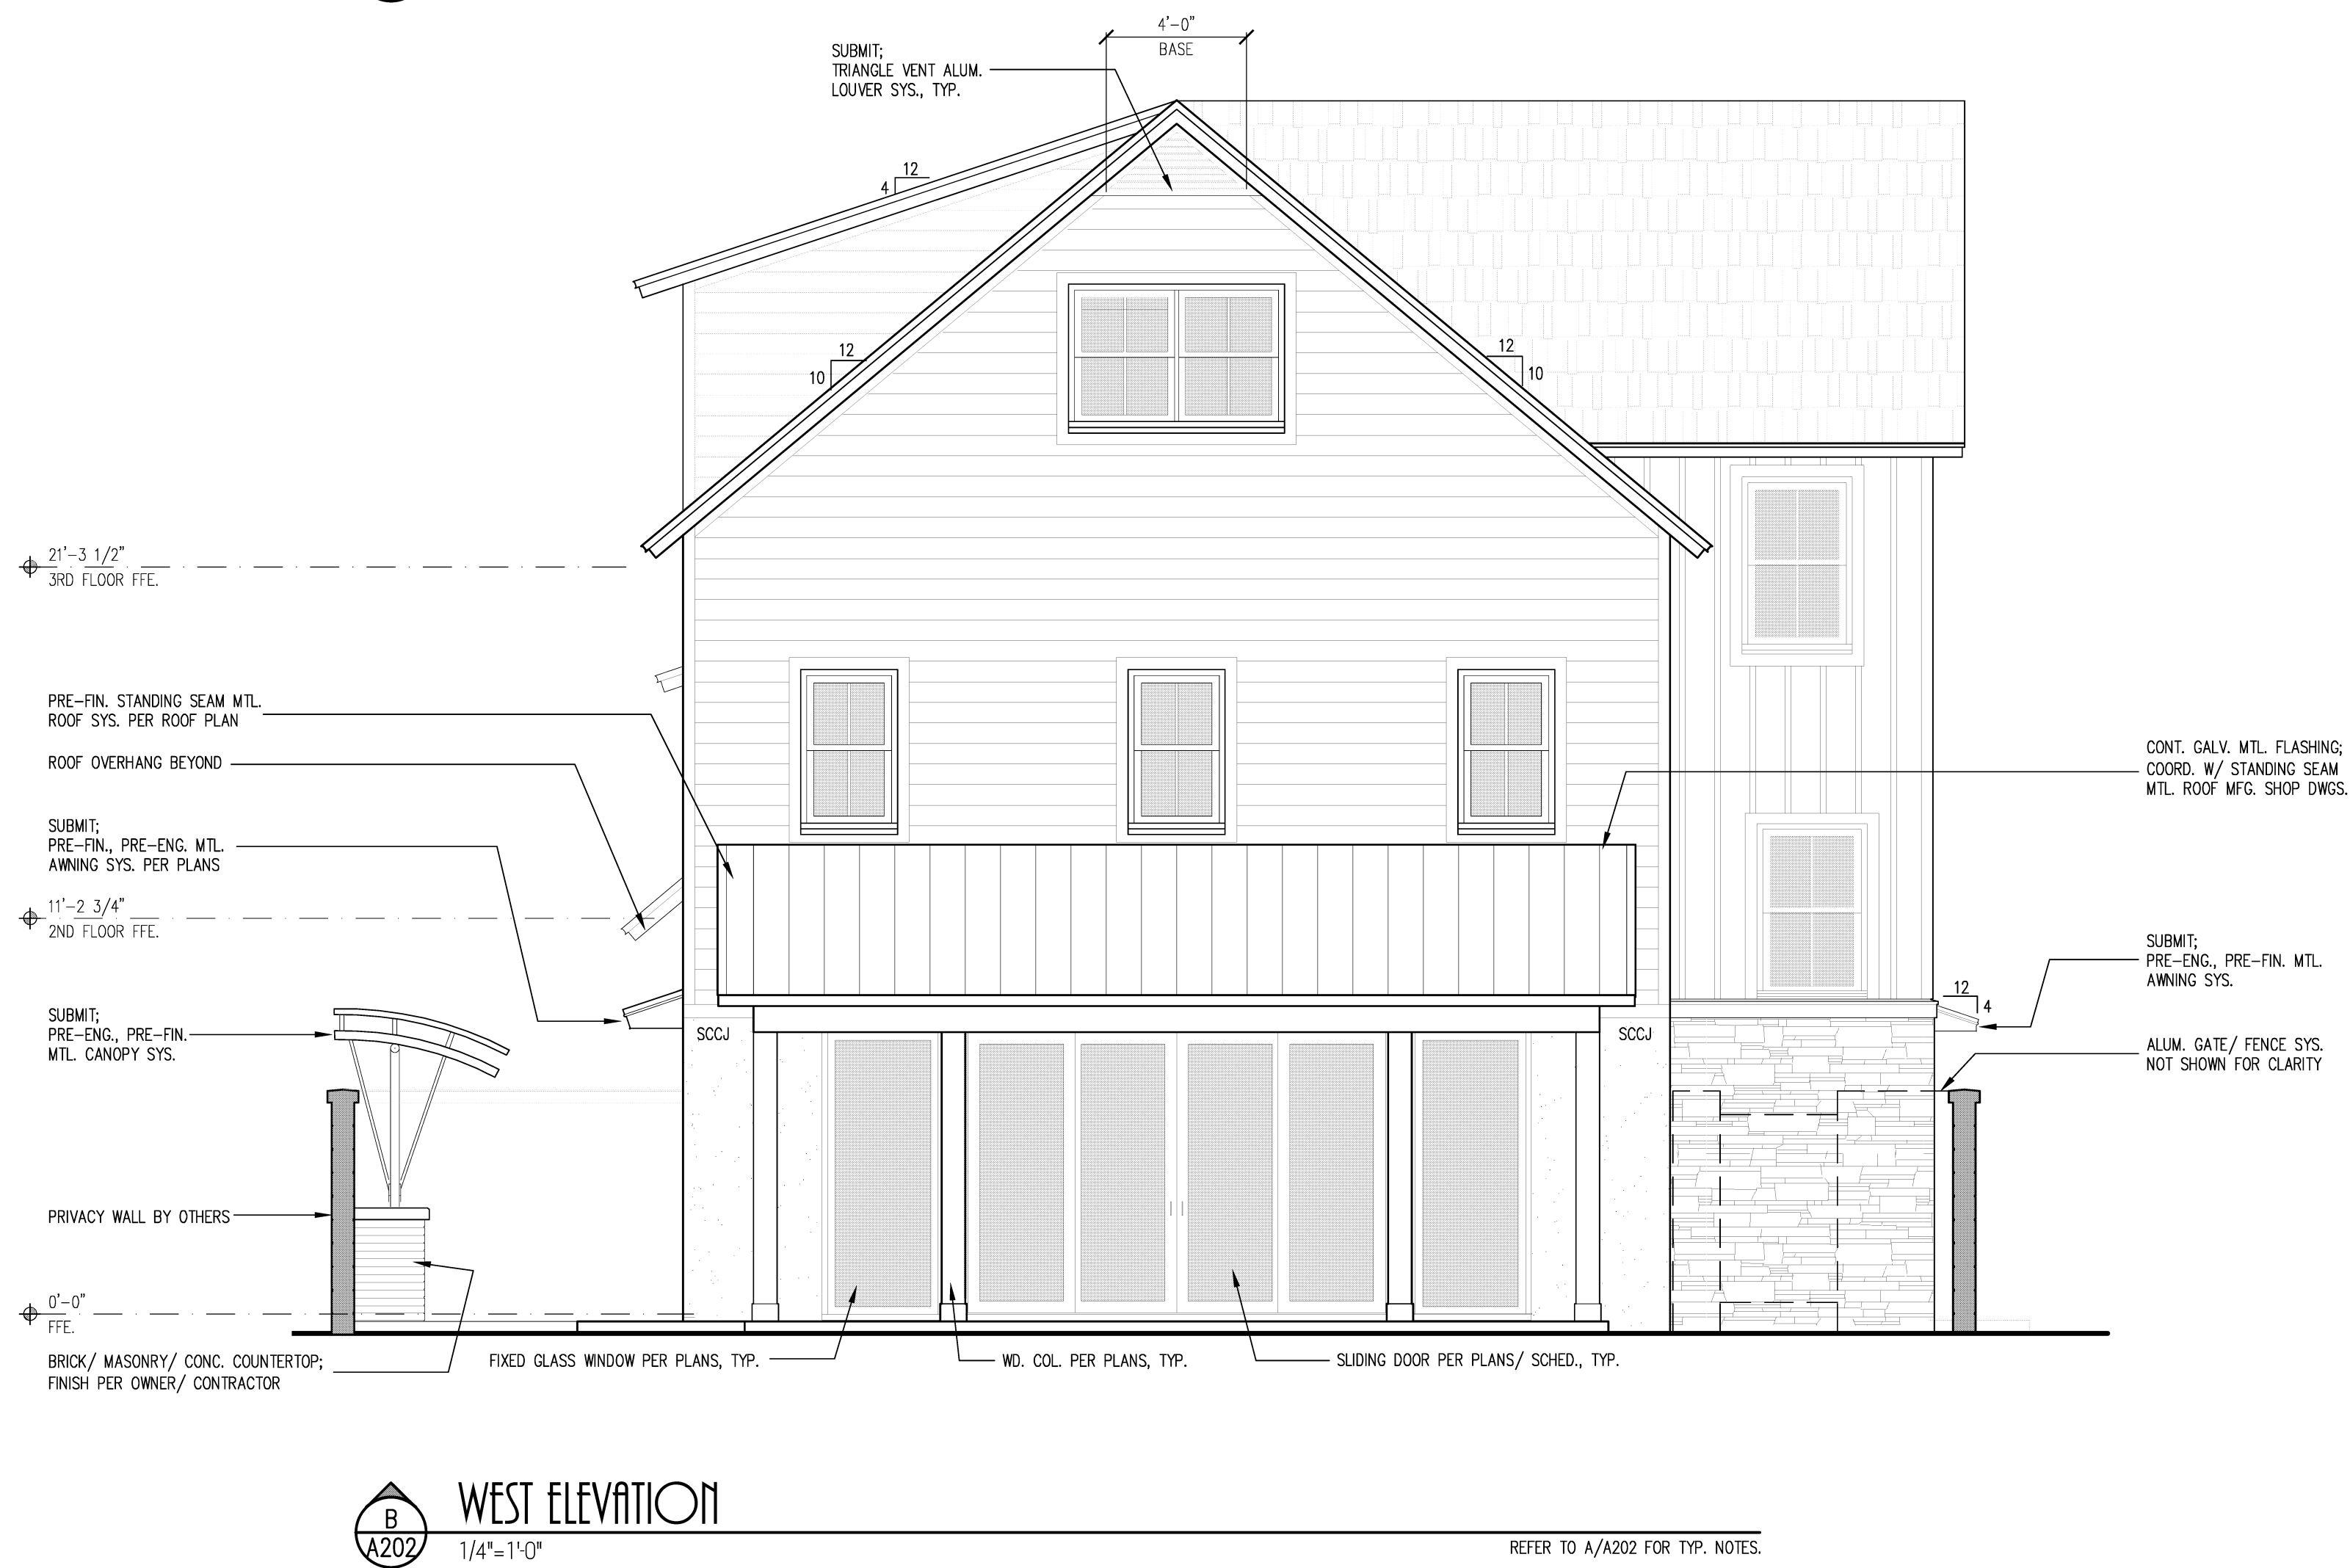 4'-0"
BASE
SUBMIT;
TRIANGLE VENT ALUM.
LOUVER SYS., TYP.
12
4
12
10
12
10
21'-3 1/2"
3RD FLOOR FFE.
PRE-FIN. STANDING SEAM MTL.
ROOF SYS. PER ROOF PLAN
ROOF OVERHANG BEYOND
CONT. GALV. MTL. FLASHING;
COORD. W/ STANDING SEAM
MTL. ROOF MFG. SHOP DWGS.
SUBMIT;
PRE-FIN., PRE-ENG. MTL.
AWNING SYS. PER PLANS
11'-2 3/4"
2ND FLOOR FFE.
SUBMIT;
PRE-ENG., PRE-FIN. MTL.
AWNING SYS.
12
4
SUBMIT;
PRE-ENG., PRE-FIN.
MTL. CANOPY SYS.
SCCJ
SCCJ
ALUM. GATE/ FENCE SYS.
NOT SHOWN FOR CLARITY
PRIVACY WALL BY OTHERS
0'-0"
FFE.
BRICK/ MASONRY/ CONC. COUNTERTOP;
FINISH PER OWNER/ CONTRACTOR
FIXED GLASS WINDOW PER PLANS, TYP.
WD. COL. PER PLANS, TYP.
SLIDING DOOR PER PLANS/ SCHED., TYP.
B
A202
WEST ELEVATION
1/4"=1'-0"
REFER TO A/A202 FOR TYP. NOTES.